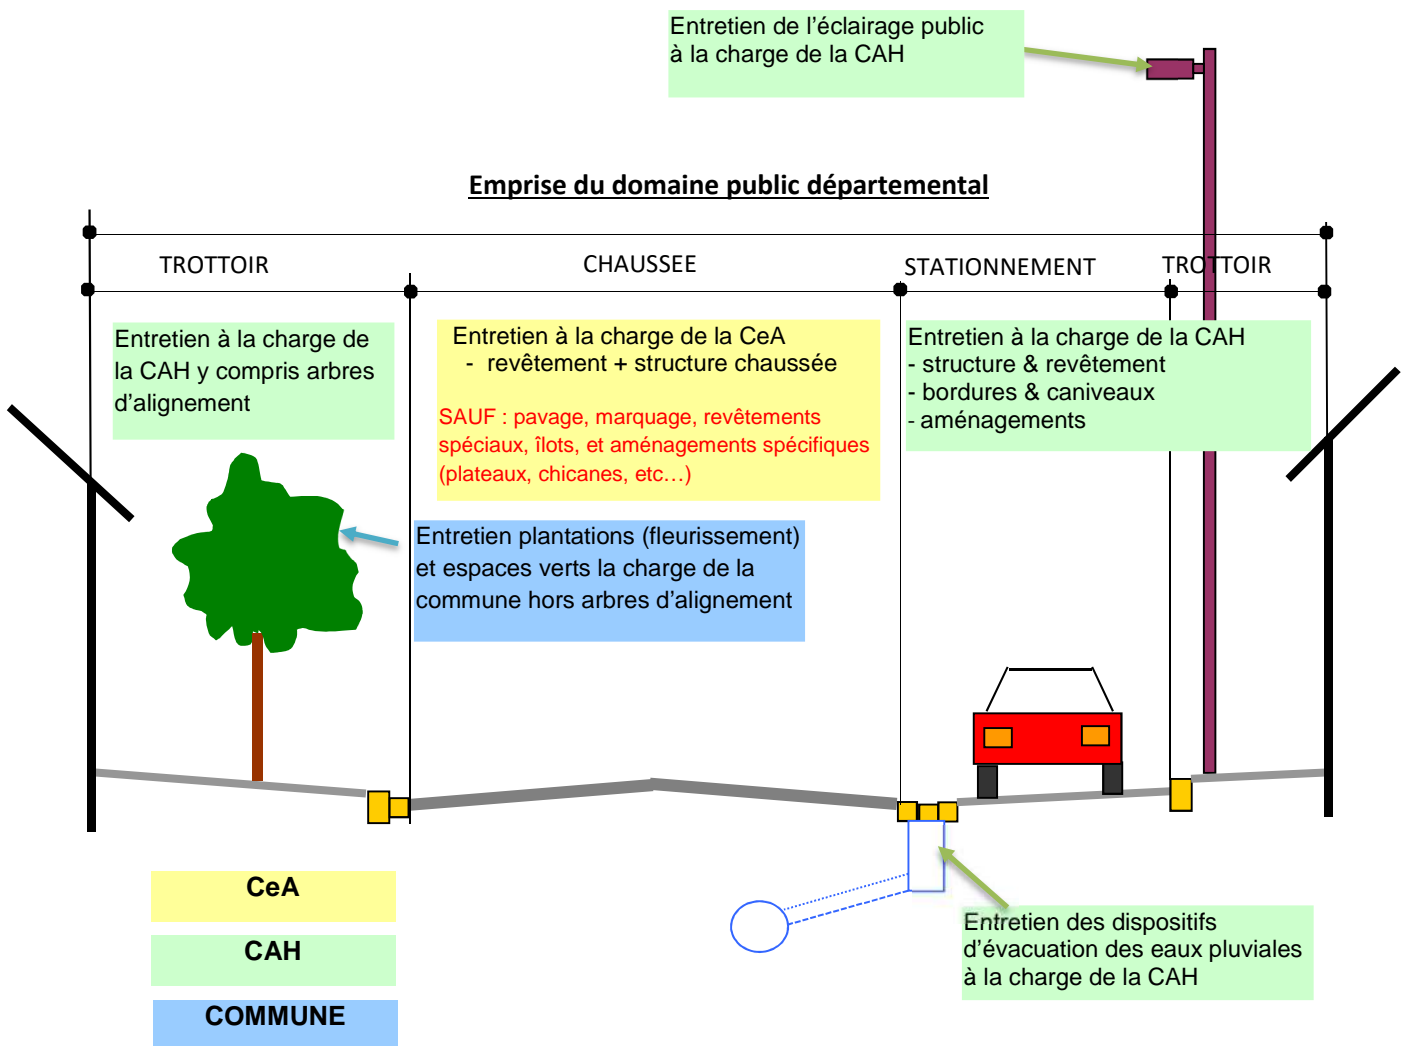 Entretien de l'éclairage public
à la charge de la CAH
Emprise du domaine public départemental
TROTTOIR
CHAUSSEE
STATIONNEMENT
TROTTOIR
Entretien à la charge de
la CAH y compris arbres
d'alignement
Entretien à la charge de la CeA
- revêtement + structure chaussée
SAUF : pavage, marquage, revêtements
spéciaux, îlots, et aménagements spécifiques
(plateaux, chicanes, etc…)
Entretien à la charge de la CAH
- structure & revêtement
- bordures & caniveaux
- aménagements
Entretien plantations (fleurissement)
et espaces verts la charge de la
commune hors arbres d'alignement
Entretien des dispositifs
d'évacuation des eaux pluviales
à la charge de la CAH
CeA
CAH
COMMUNE